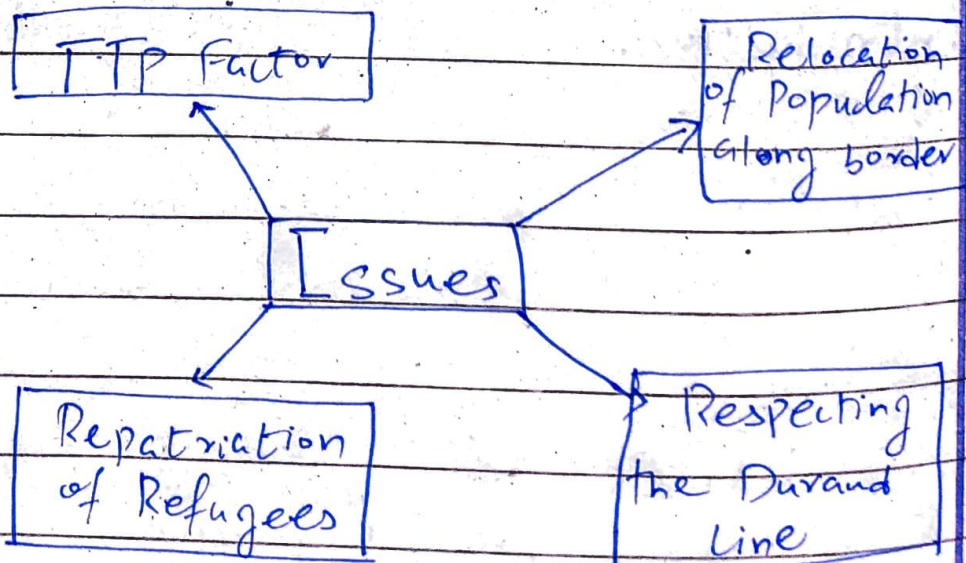 TTP Factor
Relocation
of Population
along border
Issues
Repatriation
of Refugees
Respecting
the Durand
Line